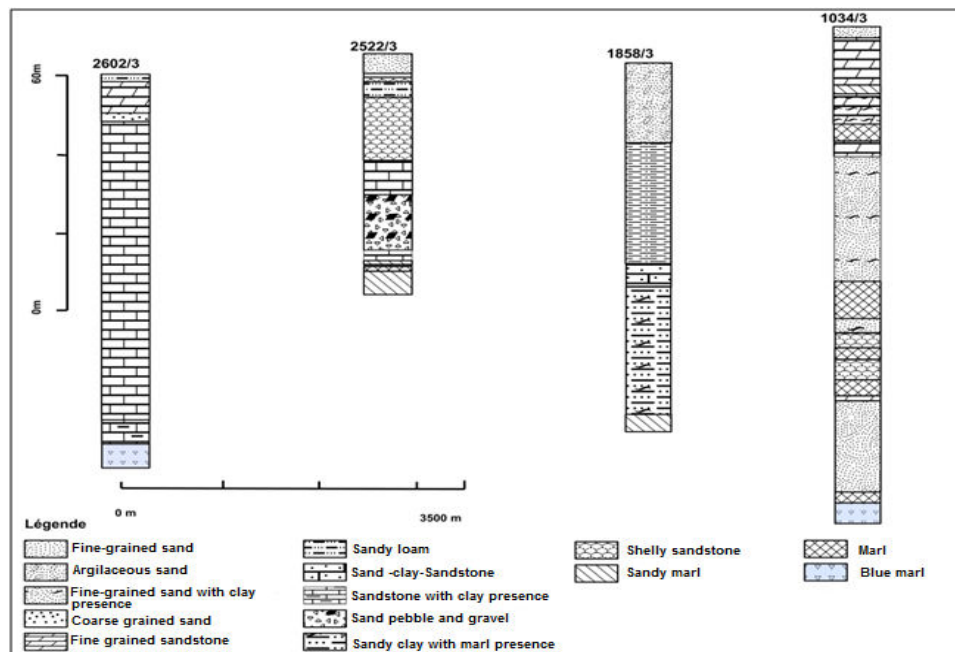 1034/3
2522/3
1858/3
2602/3
60m
0m
0 m
3500 m
Légende
Fine-grained sand
Argilaceous sand
Fine-grained sand with clay
presence
Coarse grained sand
Fine grained sandstone
Sandy loam
Sand -clay-Sandstone
Sandstone with clay presence
Sand pebble and gravel
Sandy clay with marl presence
Shelly sandstone
Sandy marl
Marl
Blue marl